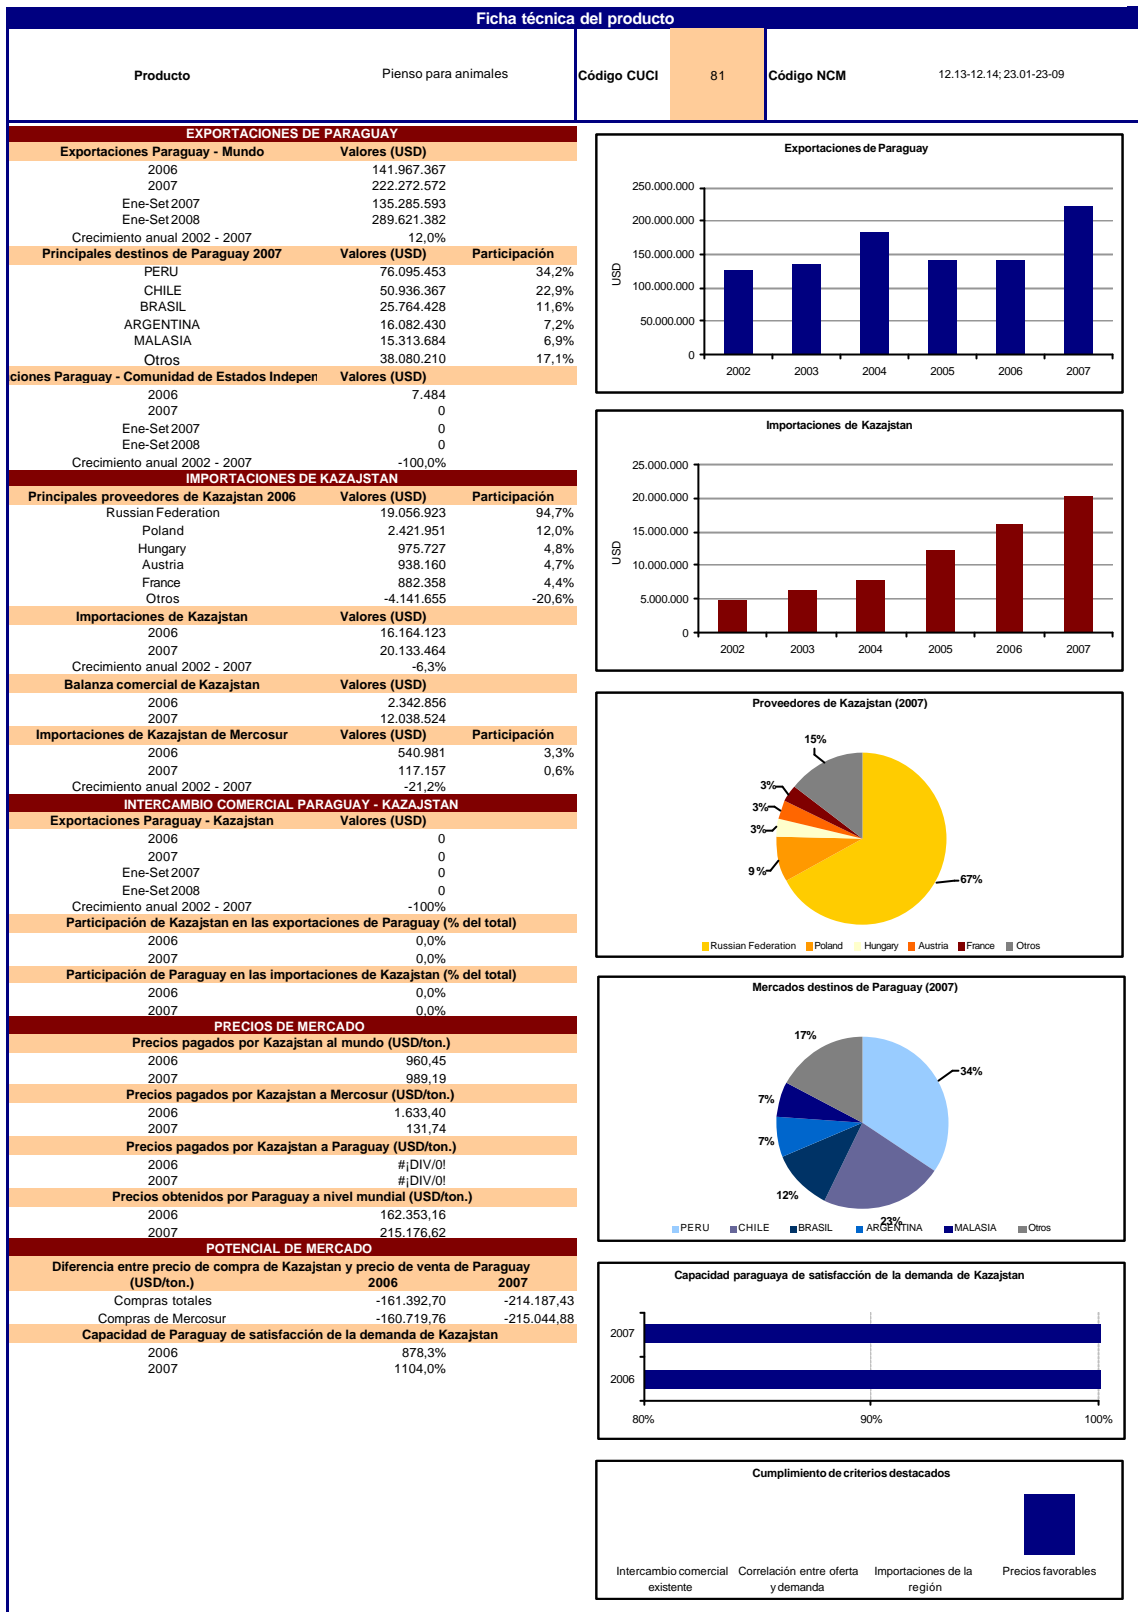 Ficha técnica del producto
Producto Pienso para animales Código CUCI 81 Código NCM 12.13-12.14; 23.01-23-09
EXPORTACIONES DE PARAGUAY
Exportaciones Paraguay - Mundo Valores (USD)
2006 141.967.367
2007 222.272.572
Ene-Set 2007 135.285.593
Ene-Set 2008 289.621.382
Crecimiento anual 2002 - 2007 12,0%
Principales destinos de Paraguay 2007 Valores (USD) Participación
PERU 76.095.453 34,2%
CHILE 50.936.367 22,9%
BRASIL 25.764.428 11,6%
ARGENTINA 16.082.430 7,2%
MALASIA 15.313.684 6,9%
Otros 38.080.210 17,1%
ciones Paraguay - Comunidad de Estados Indepen Valores (USD)
2006 7.484
2007 0
Ene-Set 2007 0
Ene-Set 2008 0
Crecimiento anual 2002 - 2007 -100,0%
IMPORTACIONES DE KAZAJSTAN
Principales proveedores de Kazajstan 2006 Valores (USD) Participación
Russian Federation 19.056.923 94,7%
Poland 2.421.951 12,0%
Hungary 975.727 4,8%
Austria 938.160 4,7%
France 882.358 4,4%
Otros -4.141.655 -20,6%
Importaciones de Kazajstan Valores (USD)
2006 16.164.123
2007 20.133.464
Crecimiento anual 2002 - 2007 -6,3%
Balanza comercial de Kazajstan Valores (USD)
2006 2.342.856
2007 12.038.524
Importaciones de Kazajstan de Mercosur Valores (USD) Participación
2006 540.981 3,3%
2007 117.157 0,6%
Crecimiento anual 2002 - 2007 -21,2%
INTERCAMBIO COMERCIAL PARAGUAY - KAZAJSTAN
Exportaciones Paraguay - Kazajstan Valores (USD)
2006 0
2007 0
Ene-Set 2007 0
Ene-Set 2008 0
Crecimiento anual 2002 - 2007 -100%
Participación de Kazajstan en las exportaciones de Paraguay (% del total)
2006 0,0%
2007 0,0%
Participación de Paraguay en las importaciones de Kazajstan (% del total)
2006 0,0%
2007 0,0%
PRECIOS DE MERCADO
Precios pagados por Kazajstan al mundo (USD/ton.)
2006 960,45
2007 989,19
Precios pagados por Kazajstan a Mercosur (USD/ton.)
2006 1.633,40
2007 131,74
Precios pagados por Kazajstan a Paraguay (USD/ton.)
2006 #¡DIV/0!
2007 #¡DIV/0!
Precios obtenidos por Paraguay a nivel mundial (USD/ton.)
2006 162.353,16
2007 215.176,62
POTENCIAL DE MERCADO
Diferencia entre precio de compra de Kazajstan y precio de venta de Paraguay
(USD/ton.) 2006 2007
Compras totales -161.392,70 -214.187,43
Compras de Mercosur -160.719,76 -215.044,88
Capacidad de Paraguay de satisfacción de la demanda de Kazajstan
2006 878,3%
2007 1104,0%
Exportaciones de Paraguay
250.000.000
200.000.000
150.000.000
100.000.000
50.000.000
0
USD
2002 2003 2004 2005 2006 2007
Importaciones de Kazajstan
25.000.000
20.000.000
15.000.000
10.000.000
5.000.000
0
USD
2002 2003 2004 2005 2006 2007
Proveedores de Kazajstan (2007)
15%
3%
3%
3%
9%
67%
Russian Federation Poland Hungary Austria France Otros
Mercados destinos de Paraguay (2007)
17%
34%
7%
7%
12%
23%
PERU CHILE BRASIL ARGENTINA MALASIA Otros
Capacidad paraguaya de satisfacción de la demanda de Kazajstan
2007
2006
80% 90% 100%
Cumplimiento de criterios destacados
Intercambio comercial Correlación entre oferta Importaciones de la Precios favorables
existente y demanda región